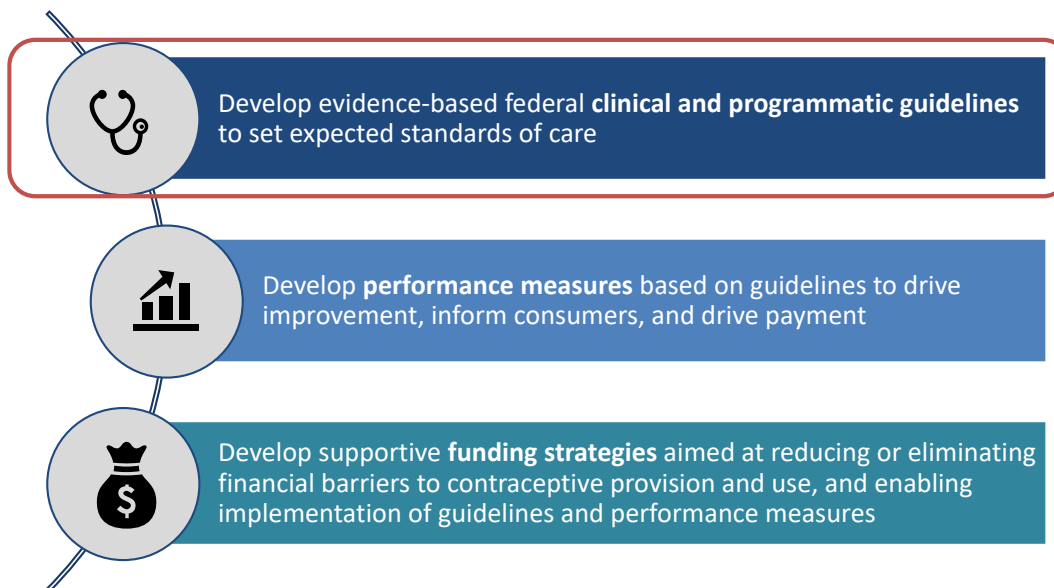 Develop evidence-based federal clinical and programmatic guidelines
to set expected standards of care
Develop performance measures based on guidelines to drive
improvement, inform consumers, and drive payment
Develop supportive funding strategies aimed at reducing or eliminating
financial barriers to contraceptive provision and use, and enabling
implementation of guidelines and performance measures
$